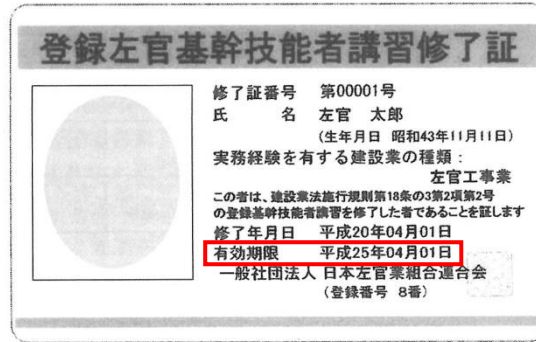 登録左官基幹技能者講習修了証
修了証番号 第00001号
氏 名 左官 太郎
(生年月日 昭和43年11月11日)
実務経験を有する建設業の種類：
左官工事業
この者は、建設業法施行規則第18条の3第2項第2号
の登録基幹技能者講習を修了した者であることを証します
修了年月日 平成20年04月01日
有効期限 平成25年04月01日
一般社団法人 日本左官業組合連合会
(登録番号 8番)